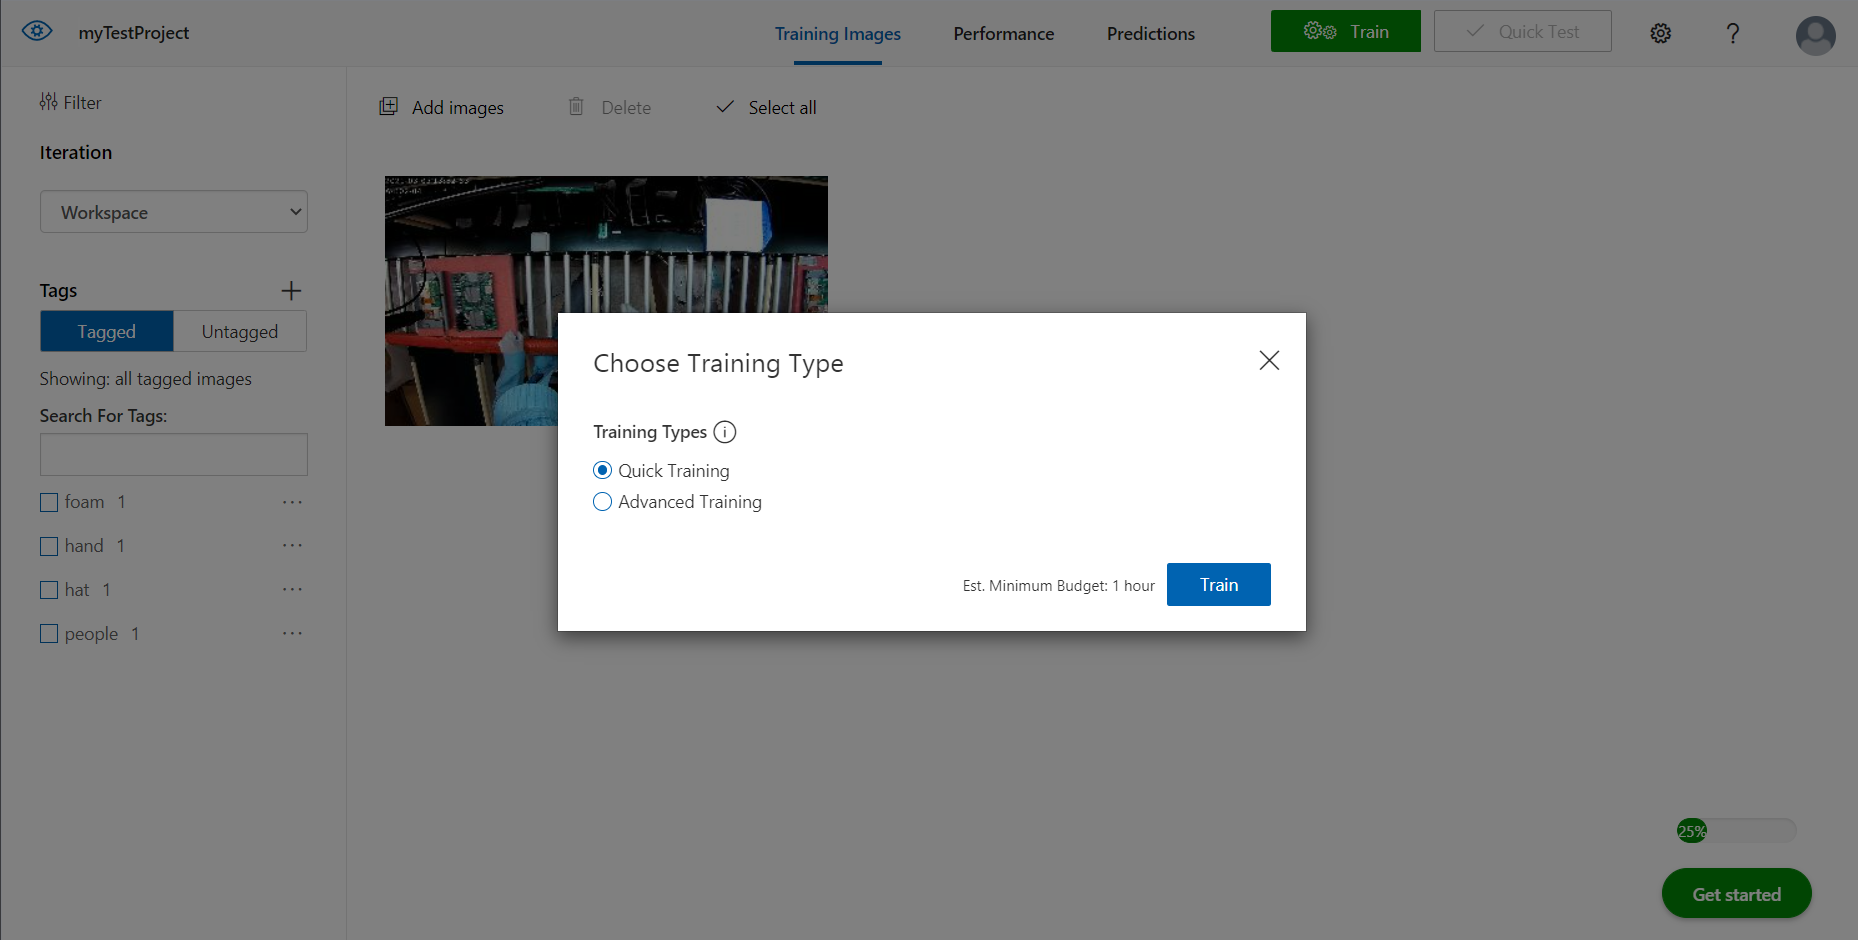 myTestProject
Training Images
Performance
Predictions
Train
Quick Test
?
Filter
Add images
Delete
Select all
Iteration
Workspace
Tags
Tagged
Untagged
Showing: all tagged images
Search For Tags:
foam 1
hand 1
hat 1
people 1
Choose Training Type
Training Types
Quick Training
Advanced Training
Est. Minimum Budget: 1 hour
Train
25%
Get started